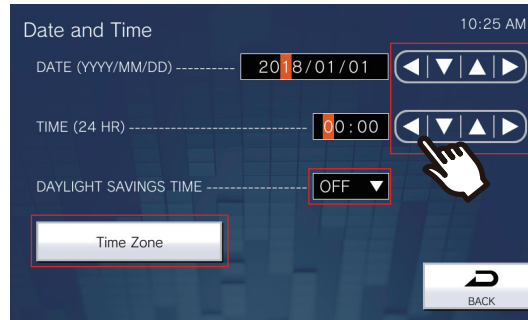 Date and Time
10:25 AM
DATE (YYYY/MM/DD) ---------- 2018/01/01
TIME (24 HR) ----------------------------- 00:00
DAYLIGHT SAVINGS TIME ---------------- OFF
Time Zone
BACK